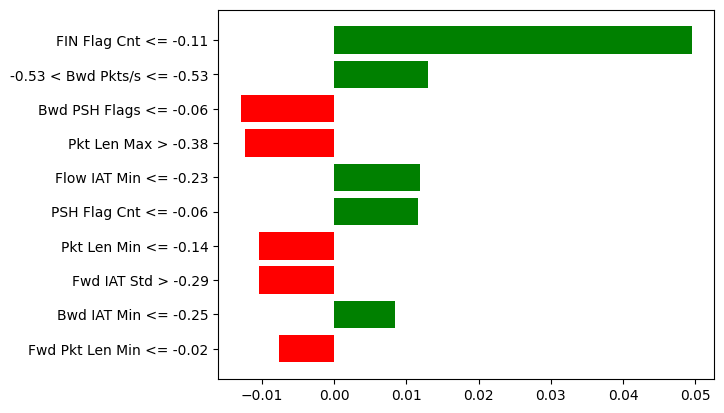 FIN Flag Cnt <= -0.11
-0.53 < Bwd Pkts/s <= -0.53
Bwd PSH Flags <= -0.06
Pkt Len Max > -0.38
Flow IAT Min <= -0.23
PSH Flag Cnt <= -0.06
Pkt Len Min <= -0.14
Fwd IAT Std > -0.29
Bwd IAT Min <= -0.25
Fwd Pkt Len Min <= -0.02
−0.01 0.00 0.01 0.02 0.03 0.04 0.05